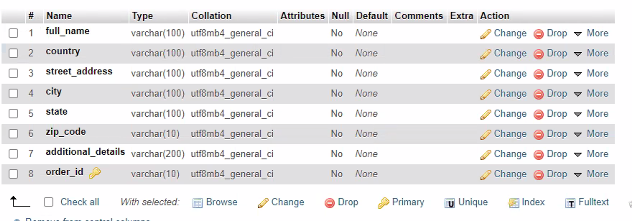 # Name Type Collation Attributes Null Default Comments Extra Action
1 full_name varchar(100) utf8mb4_general_ci No None Change Drop More
2 country varchar(100) utf8mb4_general_ci No None Change Drop More
3 street_address varchar(100) utf8mb4_general_ci No None Change Drop More
4 city varchar(100) utf8mb4_general_ci No None Change Drop More
5 state varchar(100) utf8mb4_general_ci No None Change Drop More
6 zip_code varchar(10) utf8mb4_general_ci No None Change Drop More
7 additional_details varchar(200) utf8mb4_general_ci No None Change Drop More
8 order_id varchar(10) utf8mb4_general_ci No None Change Drop More
Check all With selected: Browse Change Drop Primary U Unique Index T Fulltext
Remove from central columns